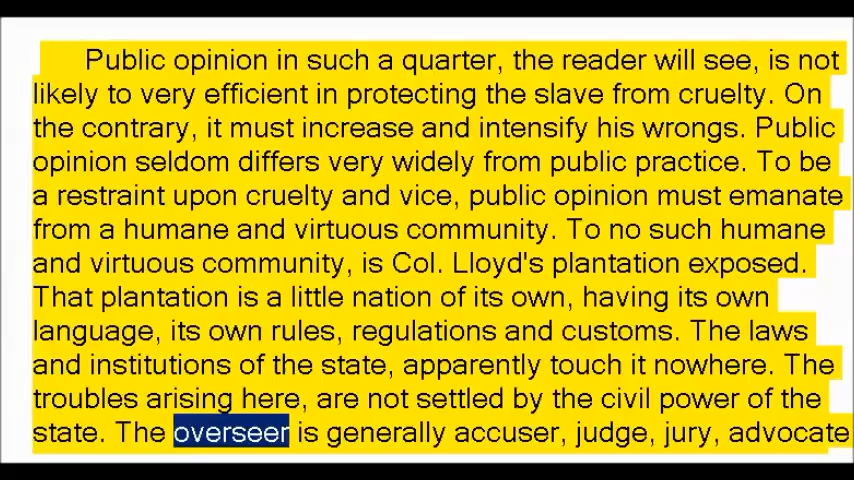 Public opinion in such a quarter, the reader will see, is not
likely to very efficient in protecting the slave from cruelty. On
the contrary, it must increase and intensify his wrongs. Public
opinion seldom differs very widely from public practice. To be
a restraint upon cruelty and vice, public opinion must emanate
from a humane and virtuous community. To no such humane
and virtuous community, is Col. Lloyd's plantation exposed.
That plantation is a little nation of its own, having its own
language, its own rules, regulations and customs. The laws
and institutions of the state, apparently touch it nowhere. The
troubles arising here, are not settled by the civil power of the
state. The overseer is generally accuser, judge, jury, advocate